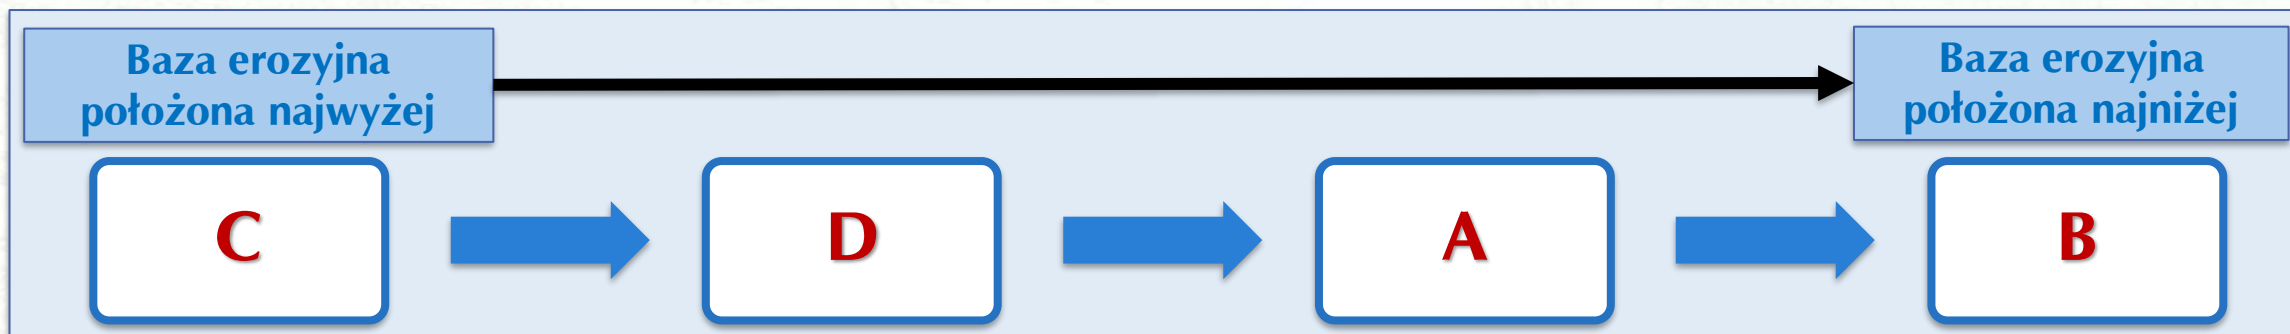 Baza erozyjna
położona najwyżej
Baza erozyjna
położona najniżej
C
D
A
B